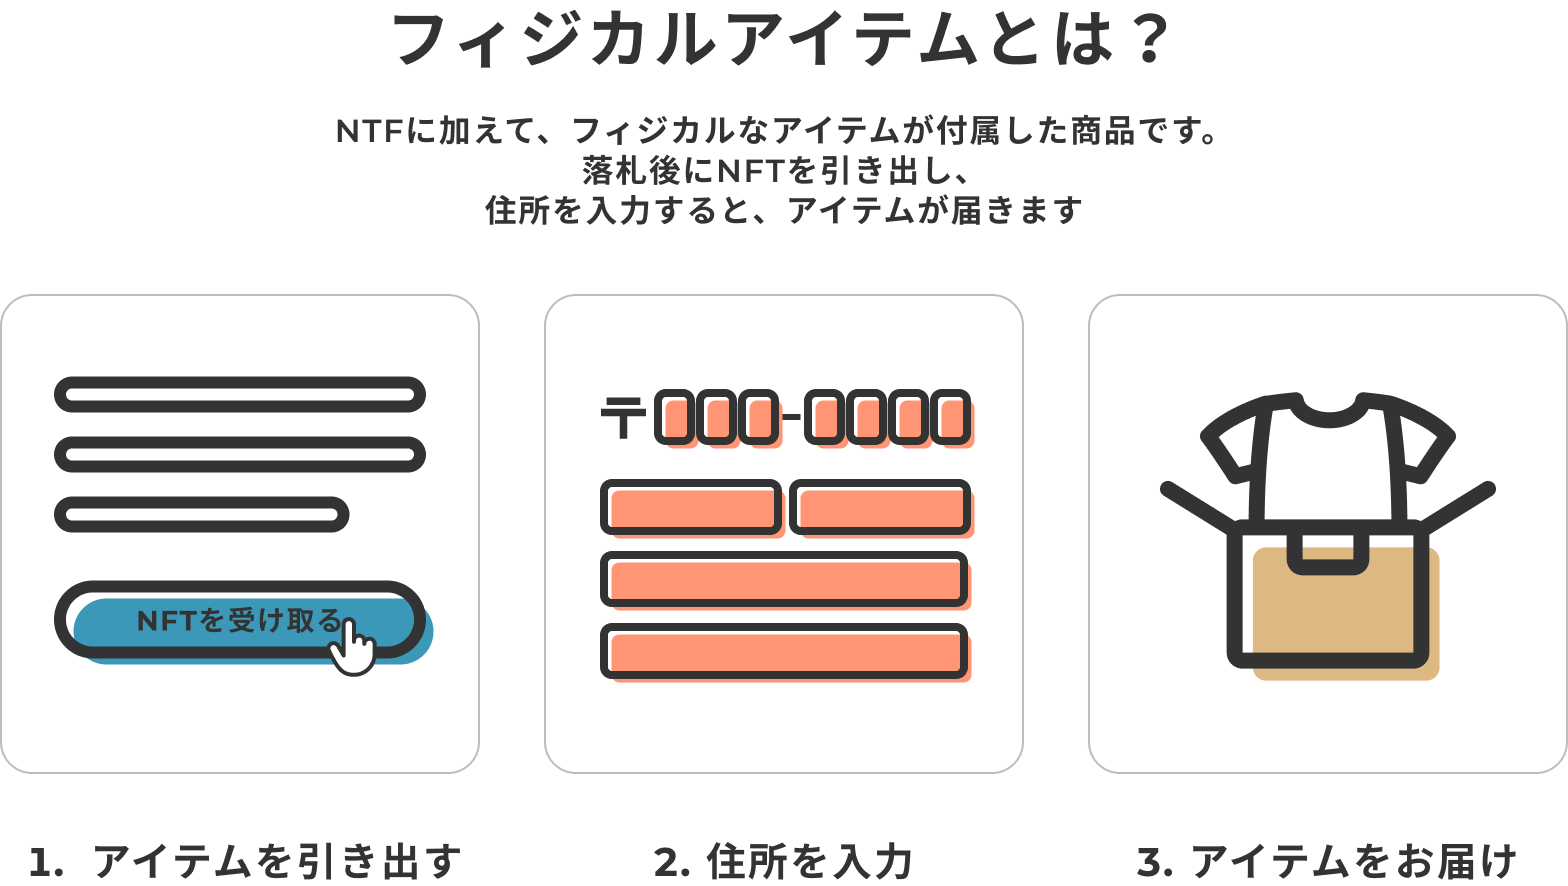 フィジカルアイテムとは？
NTFに加えて、フィジカルなアイテムが付属した商品です。
落札後にNFTを引き出し、
住所を入力すると、アイテムが届きます
NFTを受け取る
〒 -
1. アイテムを引き出す
2. 住所を入力
3. アイテムをお届け